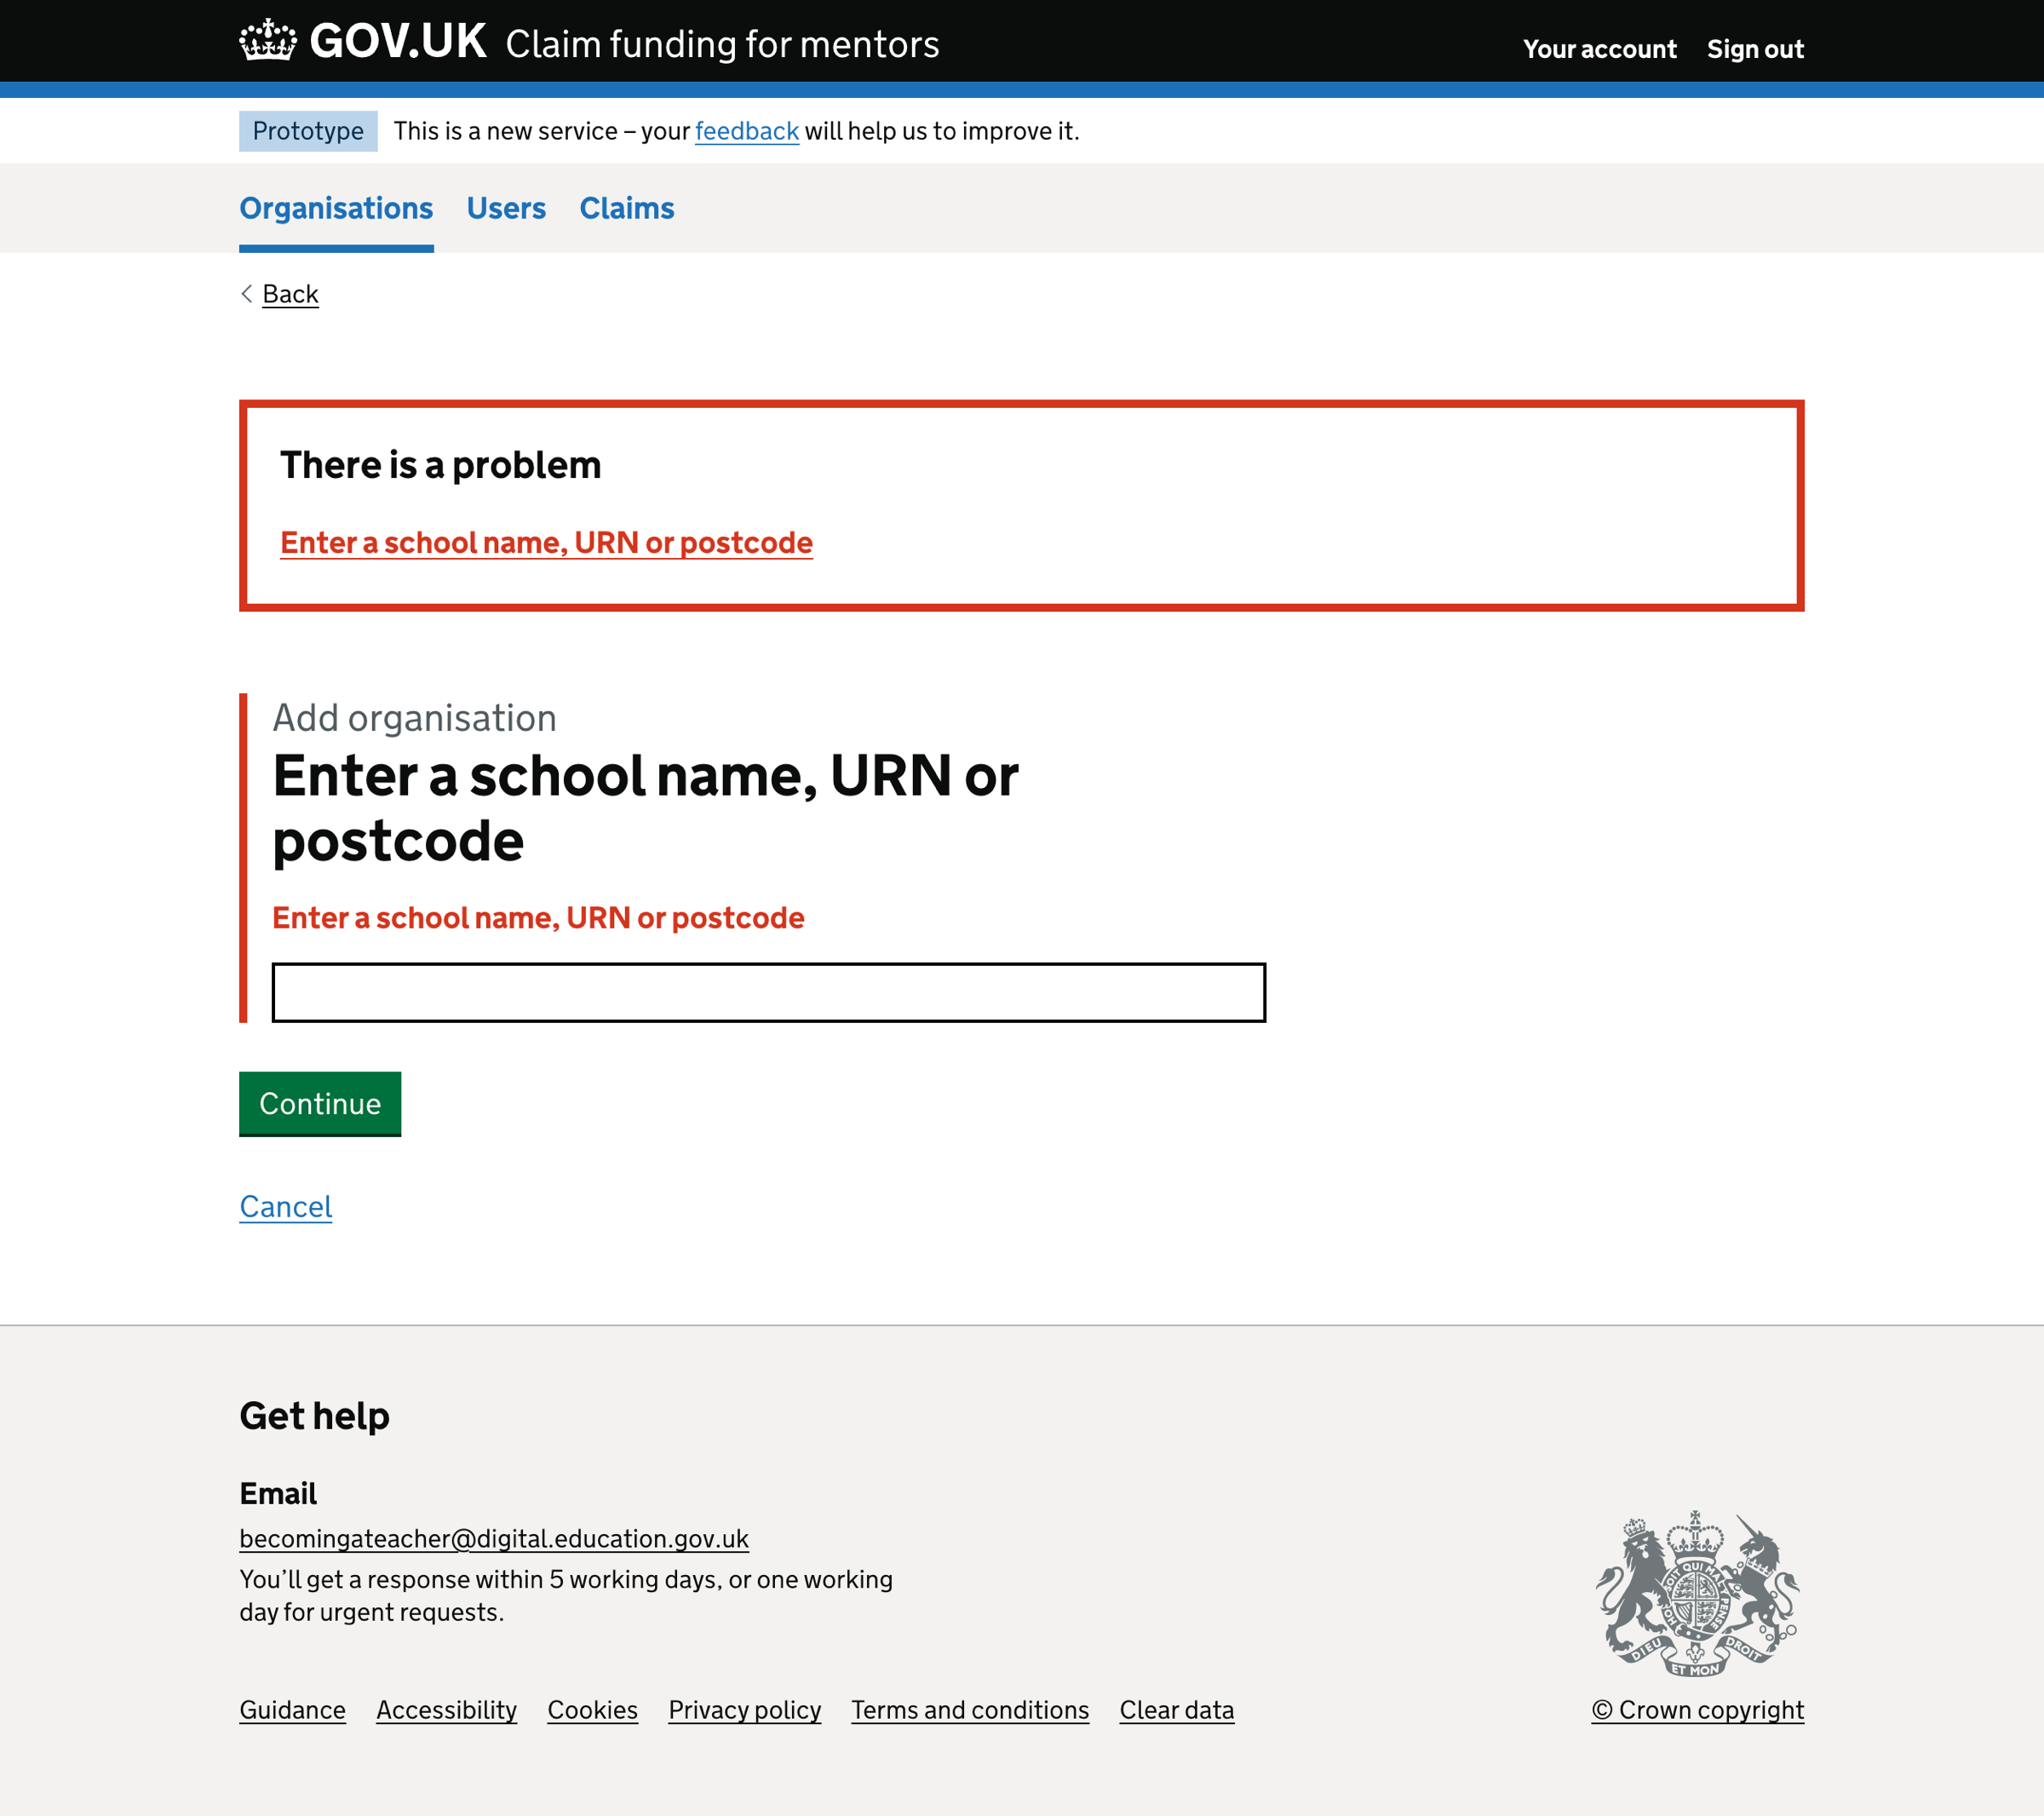 GOV.UK Claim funding for mentors
Your account Sign out
Prototype This is a new service – your feedback will help us to improve it.
Organisations Users Claims
Back
There is a problem
Enter a school name, URN or postcode
Add organisation
Enter a school name, URN or
postcode
Enter a school name, URN or postcode
Continue
Cancel
Get help
Email
becomingateacher@digital.education.gov.uk
You’ll get a response within 5 working days, or one working
day for urgent requests.
DIEU ET MON DROIT
Guidance Accessibility Cookies Privacy policy Terms and conditions Clear data
© Crown copyright